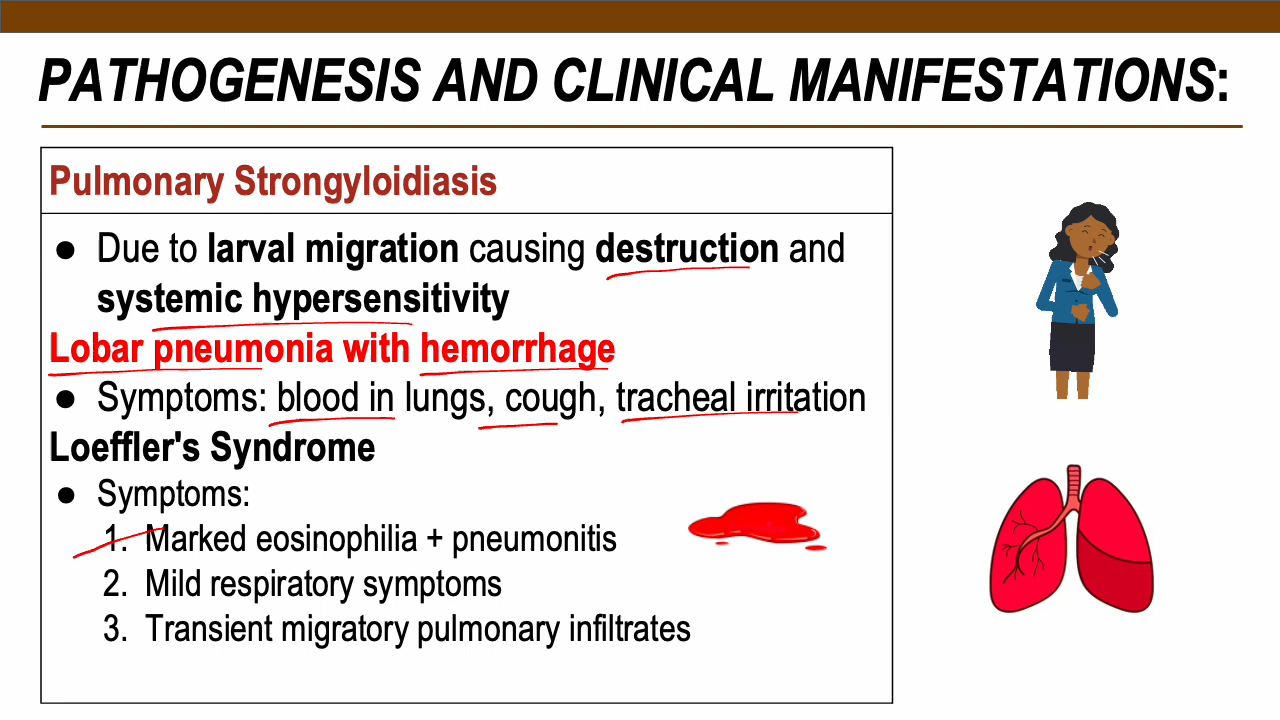 PATHOGENESIS AND CLINICAL MANIFESTATIONS:
Pulmonary Strongyloidiasis
● Due to larval migration causing destruction and
systemic hypersensitivity
Lobar pneumonia with hemorrhage
● Symptoms: blood in lungs, cough, tracheal irritation
Loeffler's Syndrome
● Symptoms:
1. Marked eosinophilia + pneumonitis
2. Mild respiratory symptoms
3. Transient migratory pulmonary infiltrates